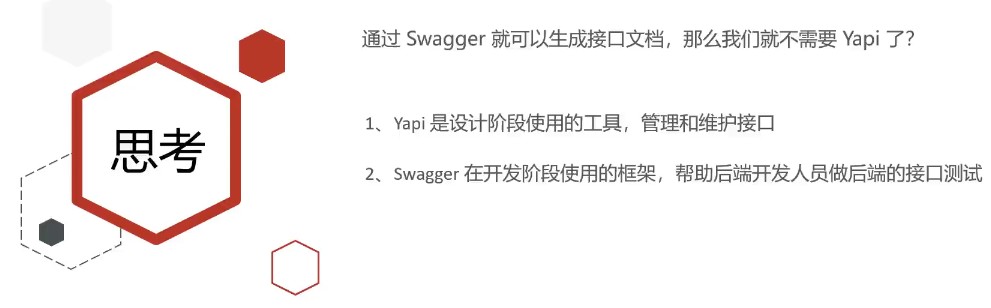 思考
通过 Swagger 就可以生成接口文档，那么我们就不需要 Yapi 了？
1、Yapi 是设计阶段使用的工具，管理和维护接口
2、Swagger 在开发阶段使用的框架，帮助后端开发人员做后端的接口测试